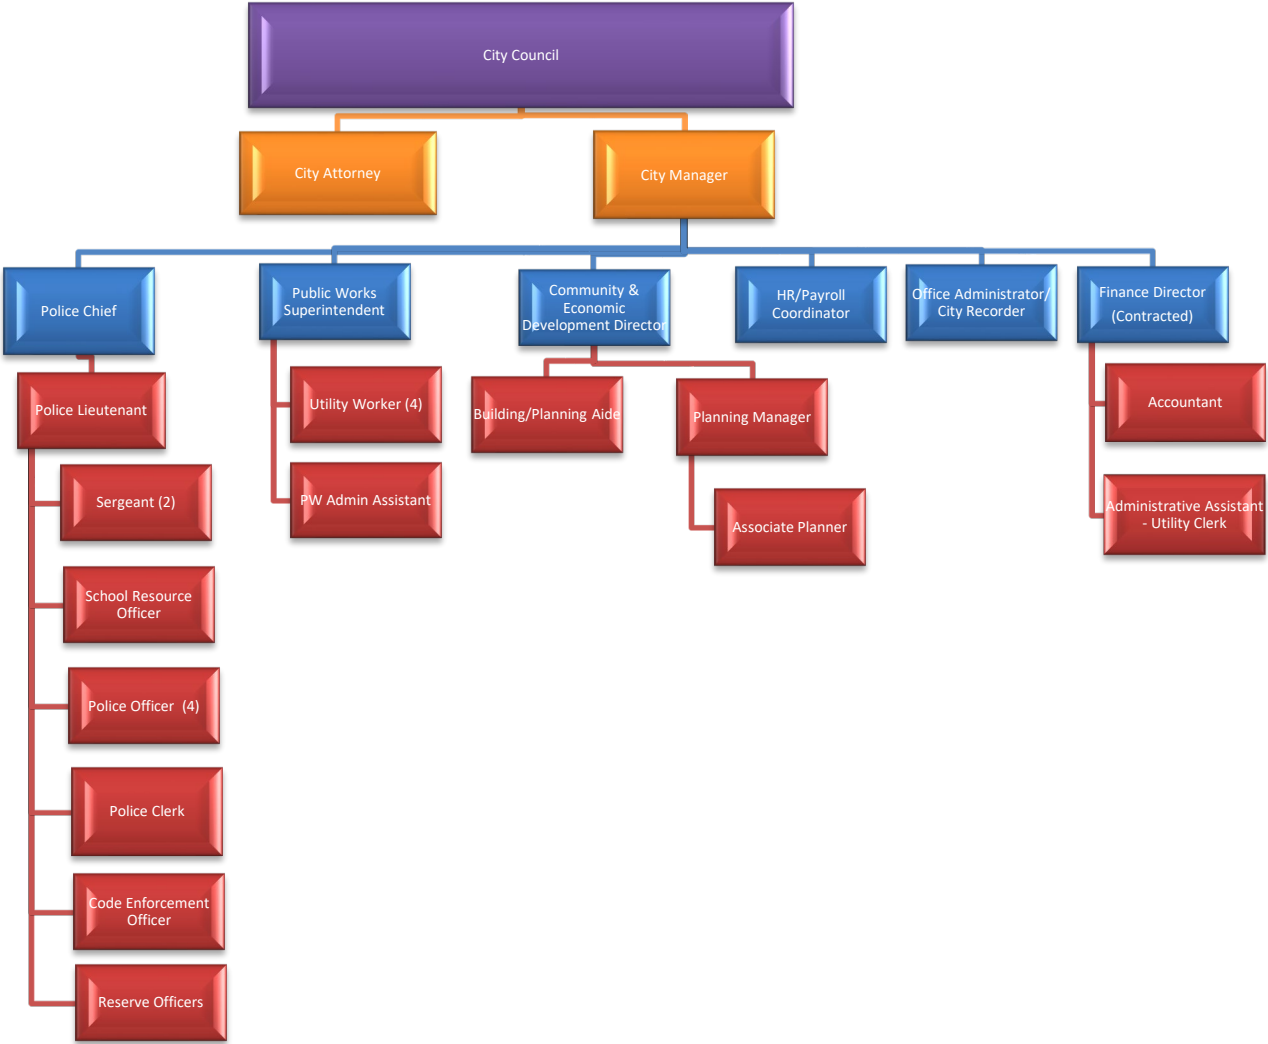 City Council
City Attorney
City Manager
Police Chief
Public Works
Superintendent
Community &
Economic
Development Director
HR/Payroll
Coordinator
Office Administrator/
City Recorder
Finance Director
(Contracted)
Police Lieutenant
Utility Worker (4)
Building/Planning Aide
Planning Manager
Accountant
Sergeant (2)
PW Admin Assistant
Associate Planner
Administrative Assistant
- Utility Clerk
School Resource
Officer
Police Officer (4)
Police Clerk
Code Enforcement
Officer
Reserve Officers